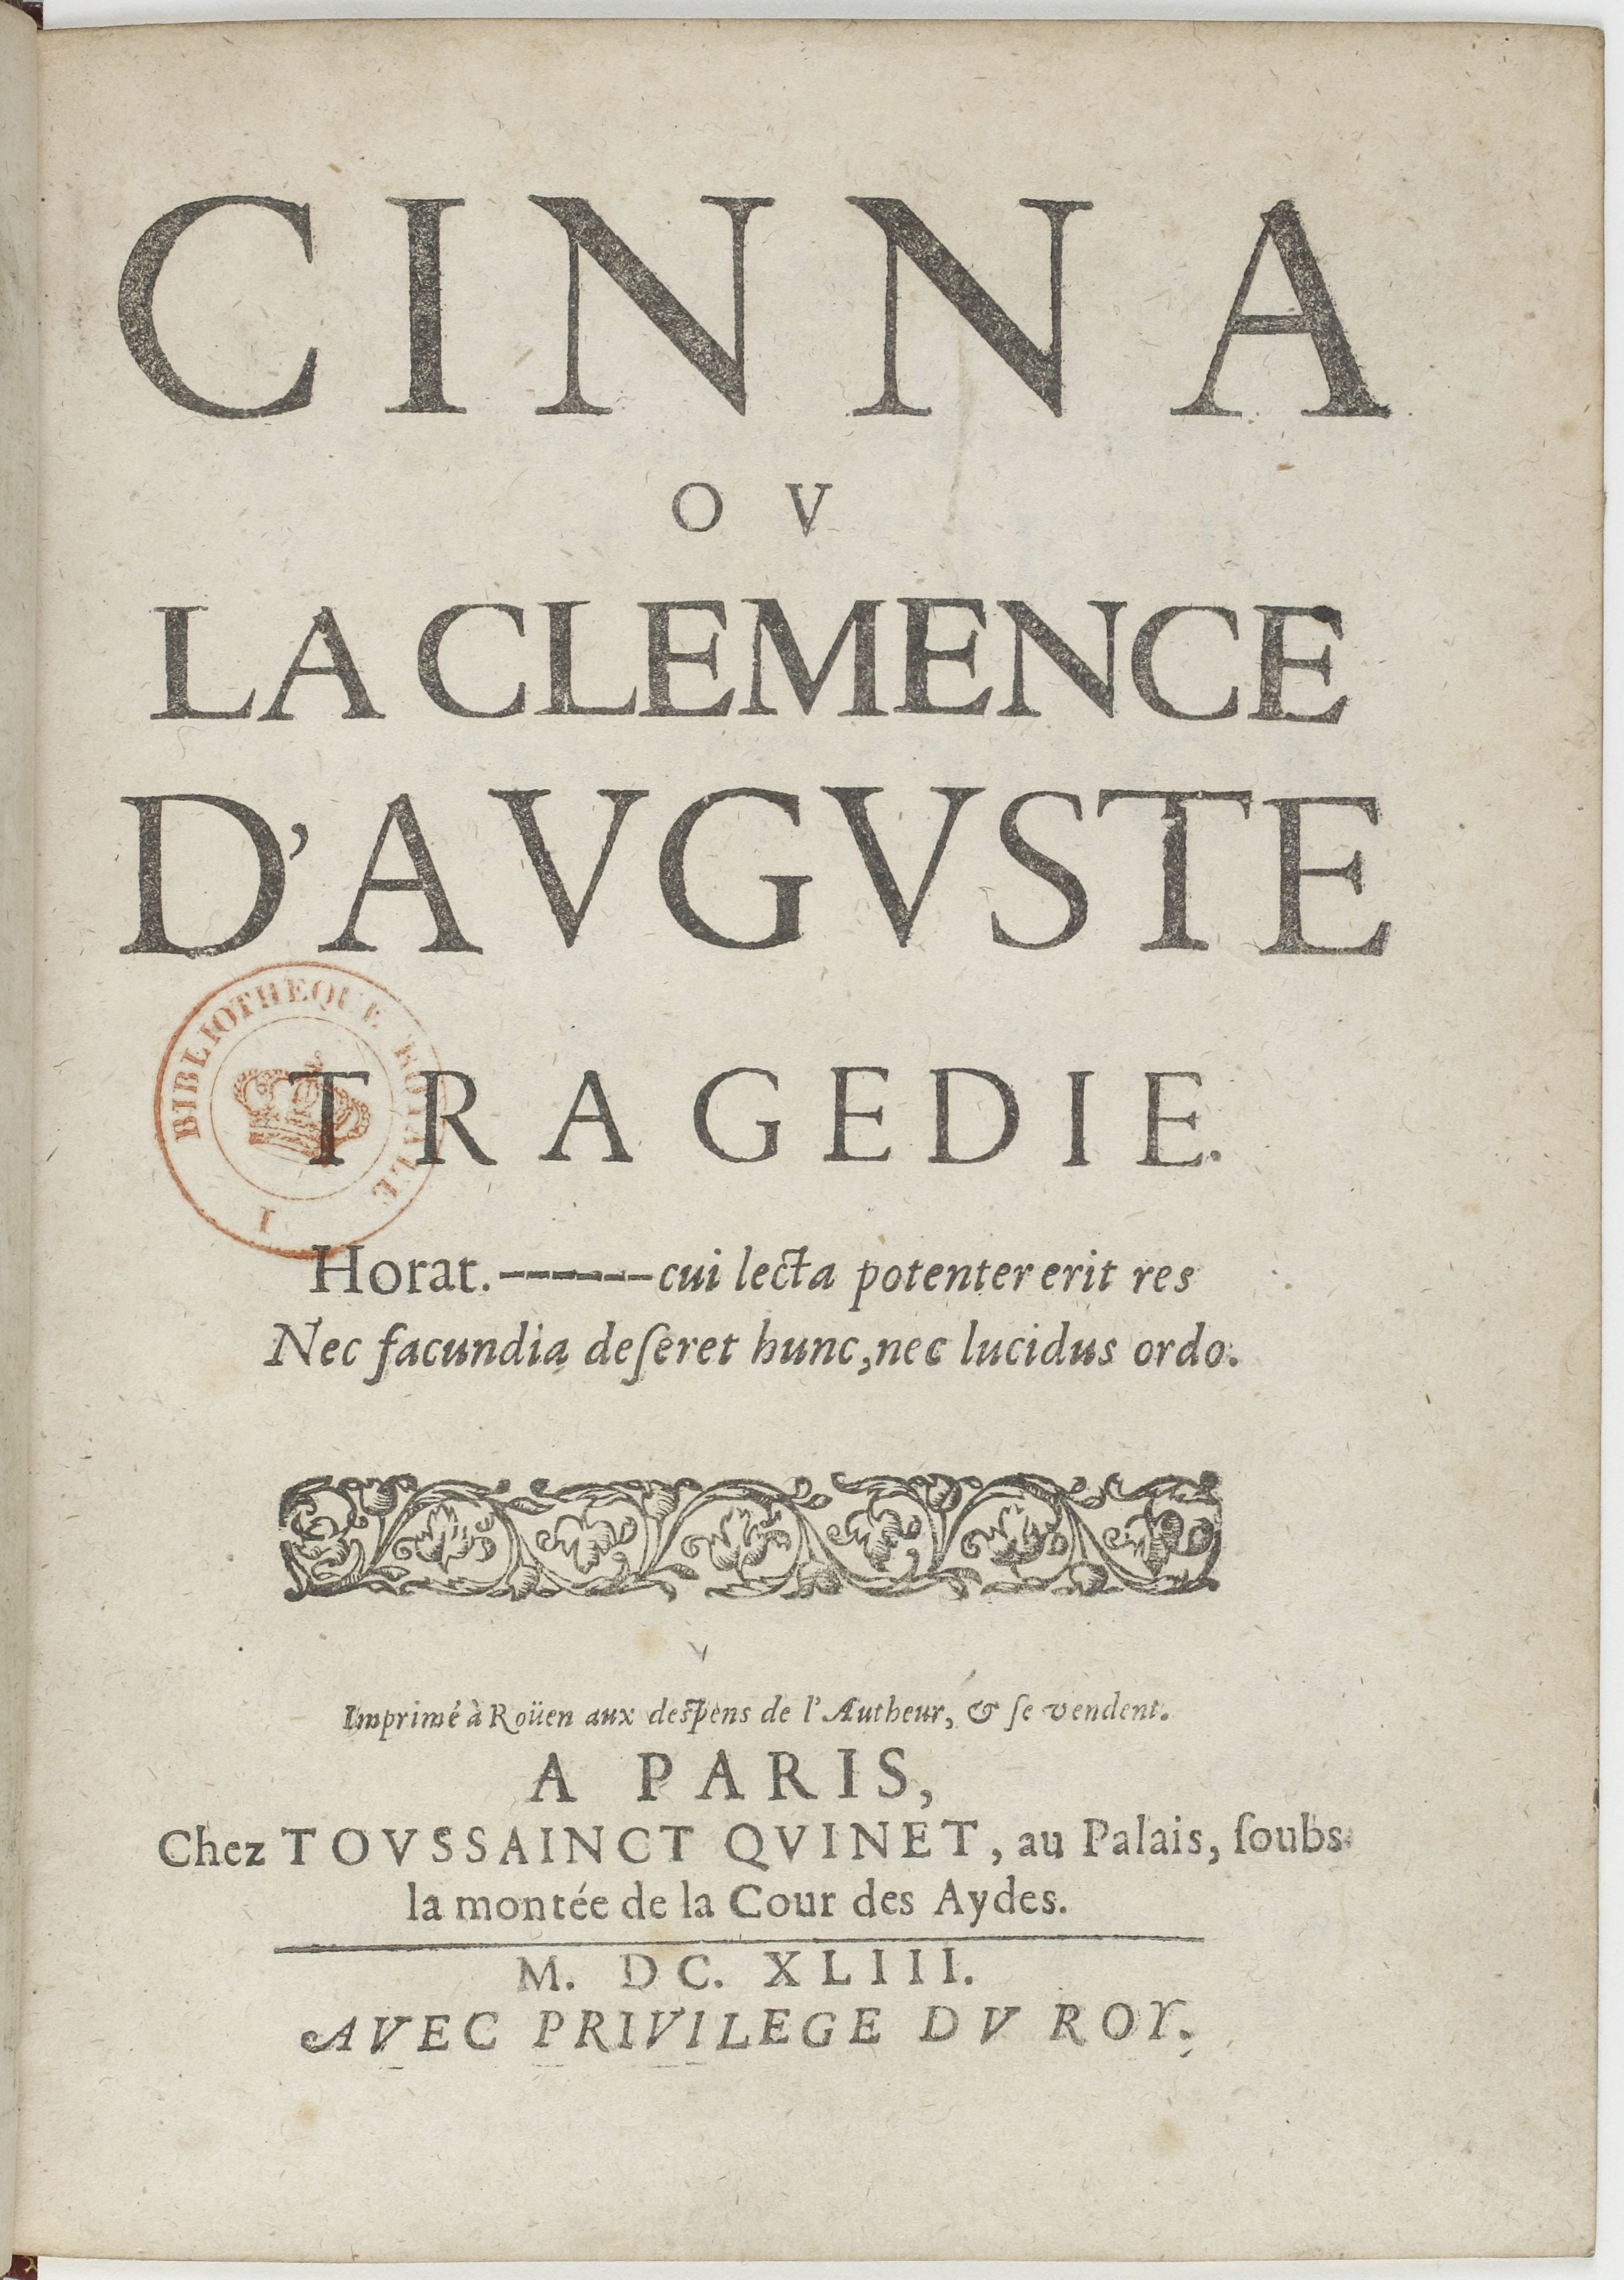 CINNA
OV
LA CLEMENCE
D'AVGVSTE
TRAGEDIE.
BIBLIOTHEQUE ROYALE
I
Horat.------cui lecta potenter erit res
Nec facundia deſeret hunc, nec lucidus ordo.
Imprimé à Roüen aux deſpens de l'Autheur, & ſe vendent.
A PARIS,
Chez TOVSSAINCT QVINET, au Palais, ſoubs
la montée de la Cour des Aydes.
M. DC. XLIII.
AVEC PRIVILEGE DV ROY.